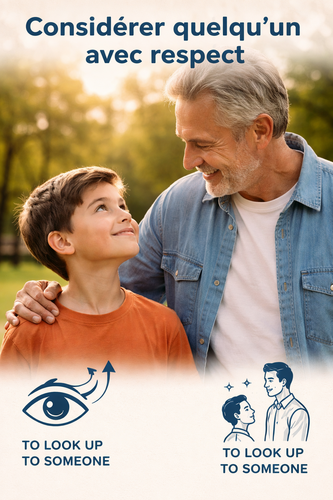 Considérer quelqu'un
avec respect
TO LOOK UP
TO SOMEONE
TO LOOK UP
TO SOMEONE